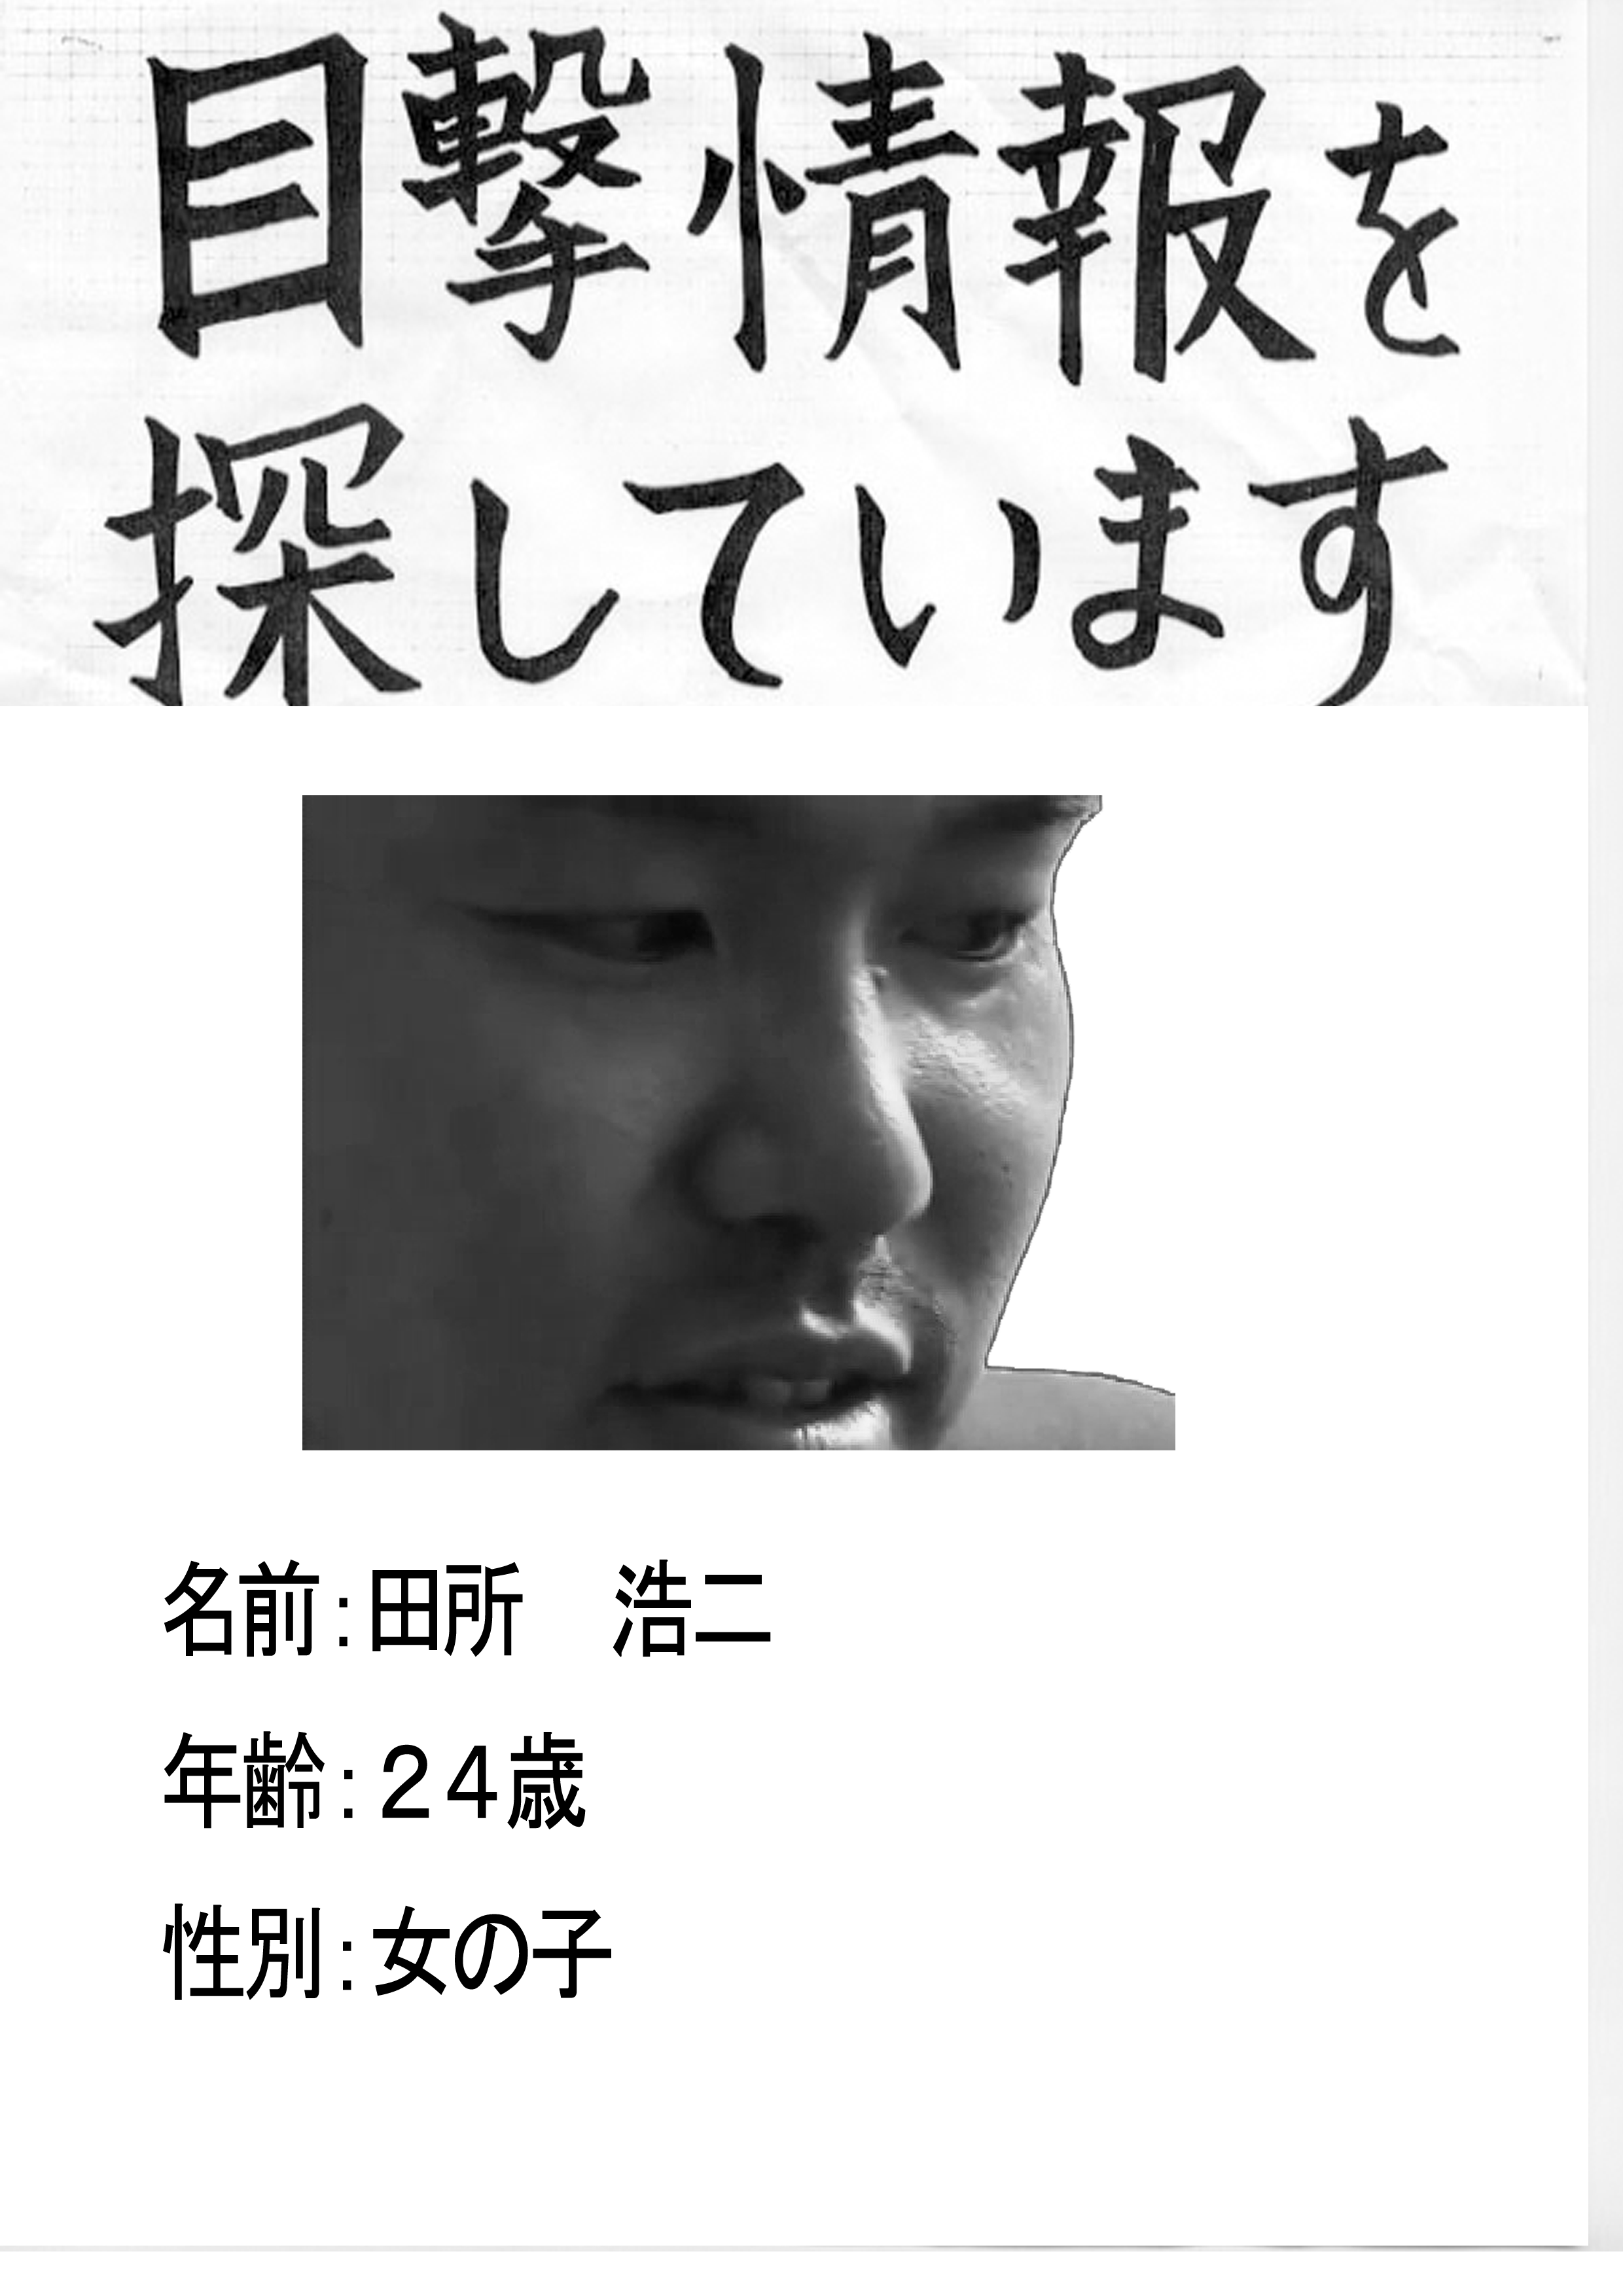 目撃情報を
探しています
名前:田所　浩二
年齢:24歳
性別:女の子